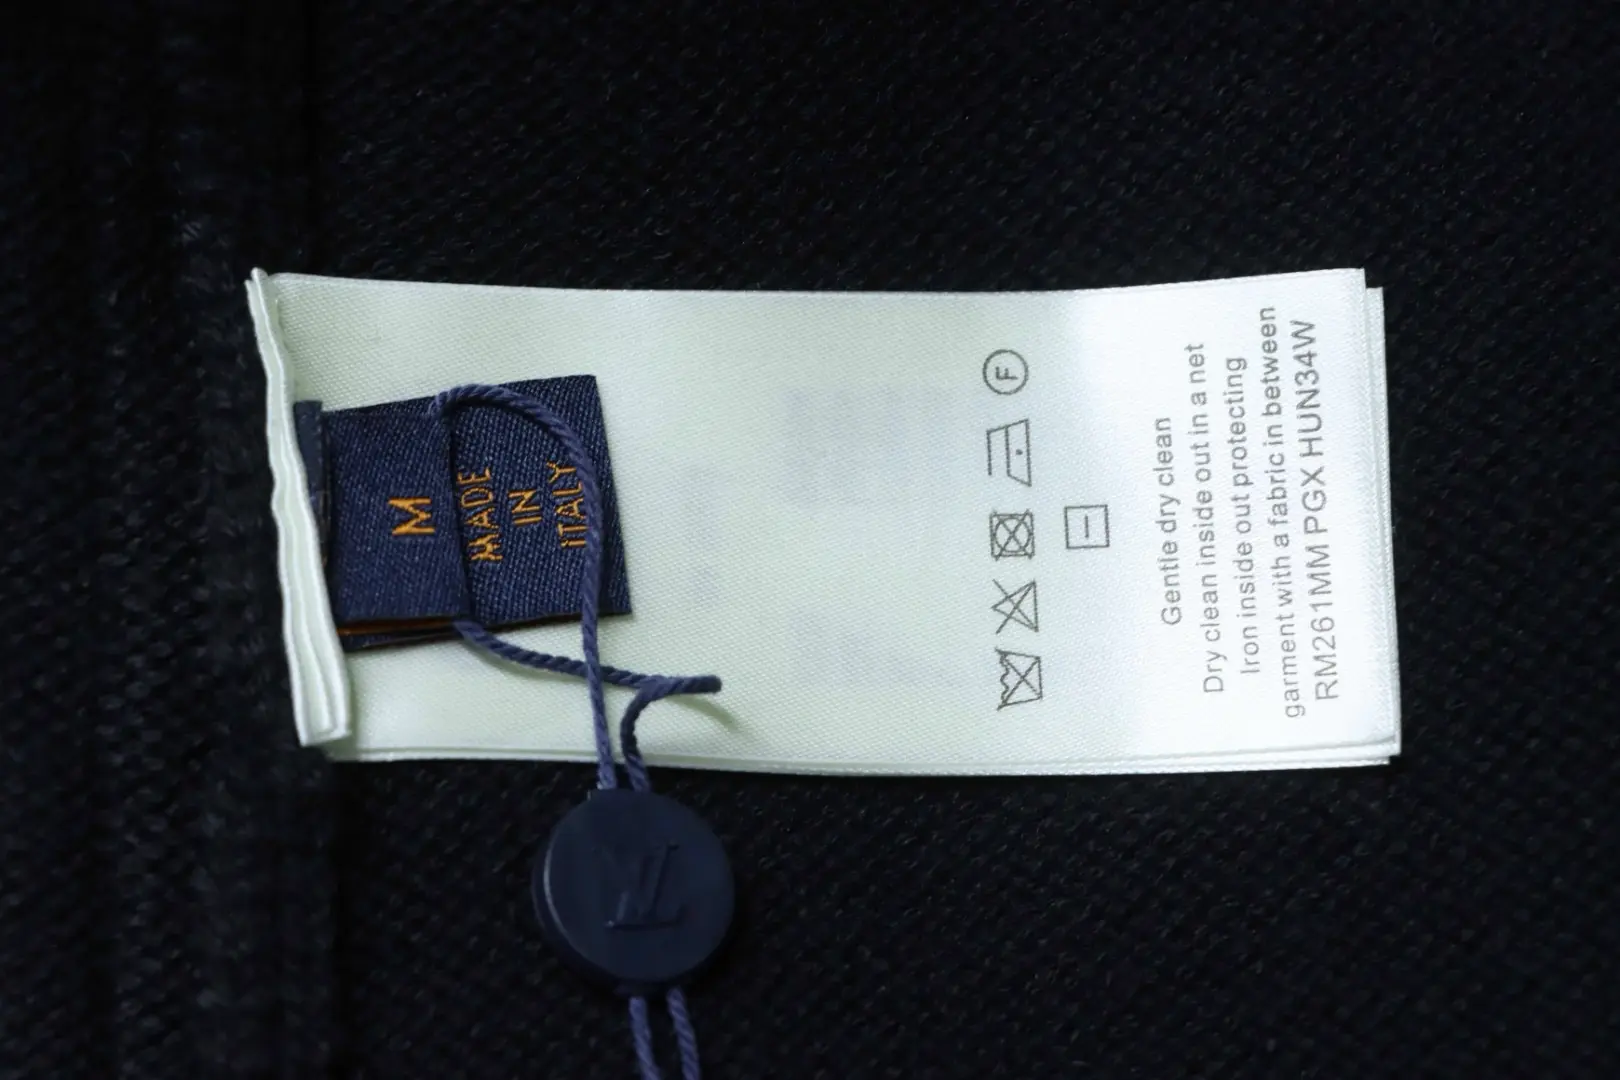 M
MADE
IN
ITALY
F
Gentle dry clean
Dry clean inside out in a net
Iron inside out protecting
garment with a fabric in between
RM261MM PGX HUN34W
LV